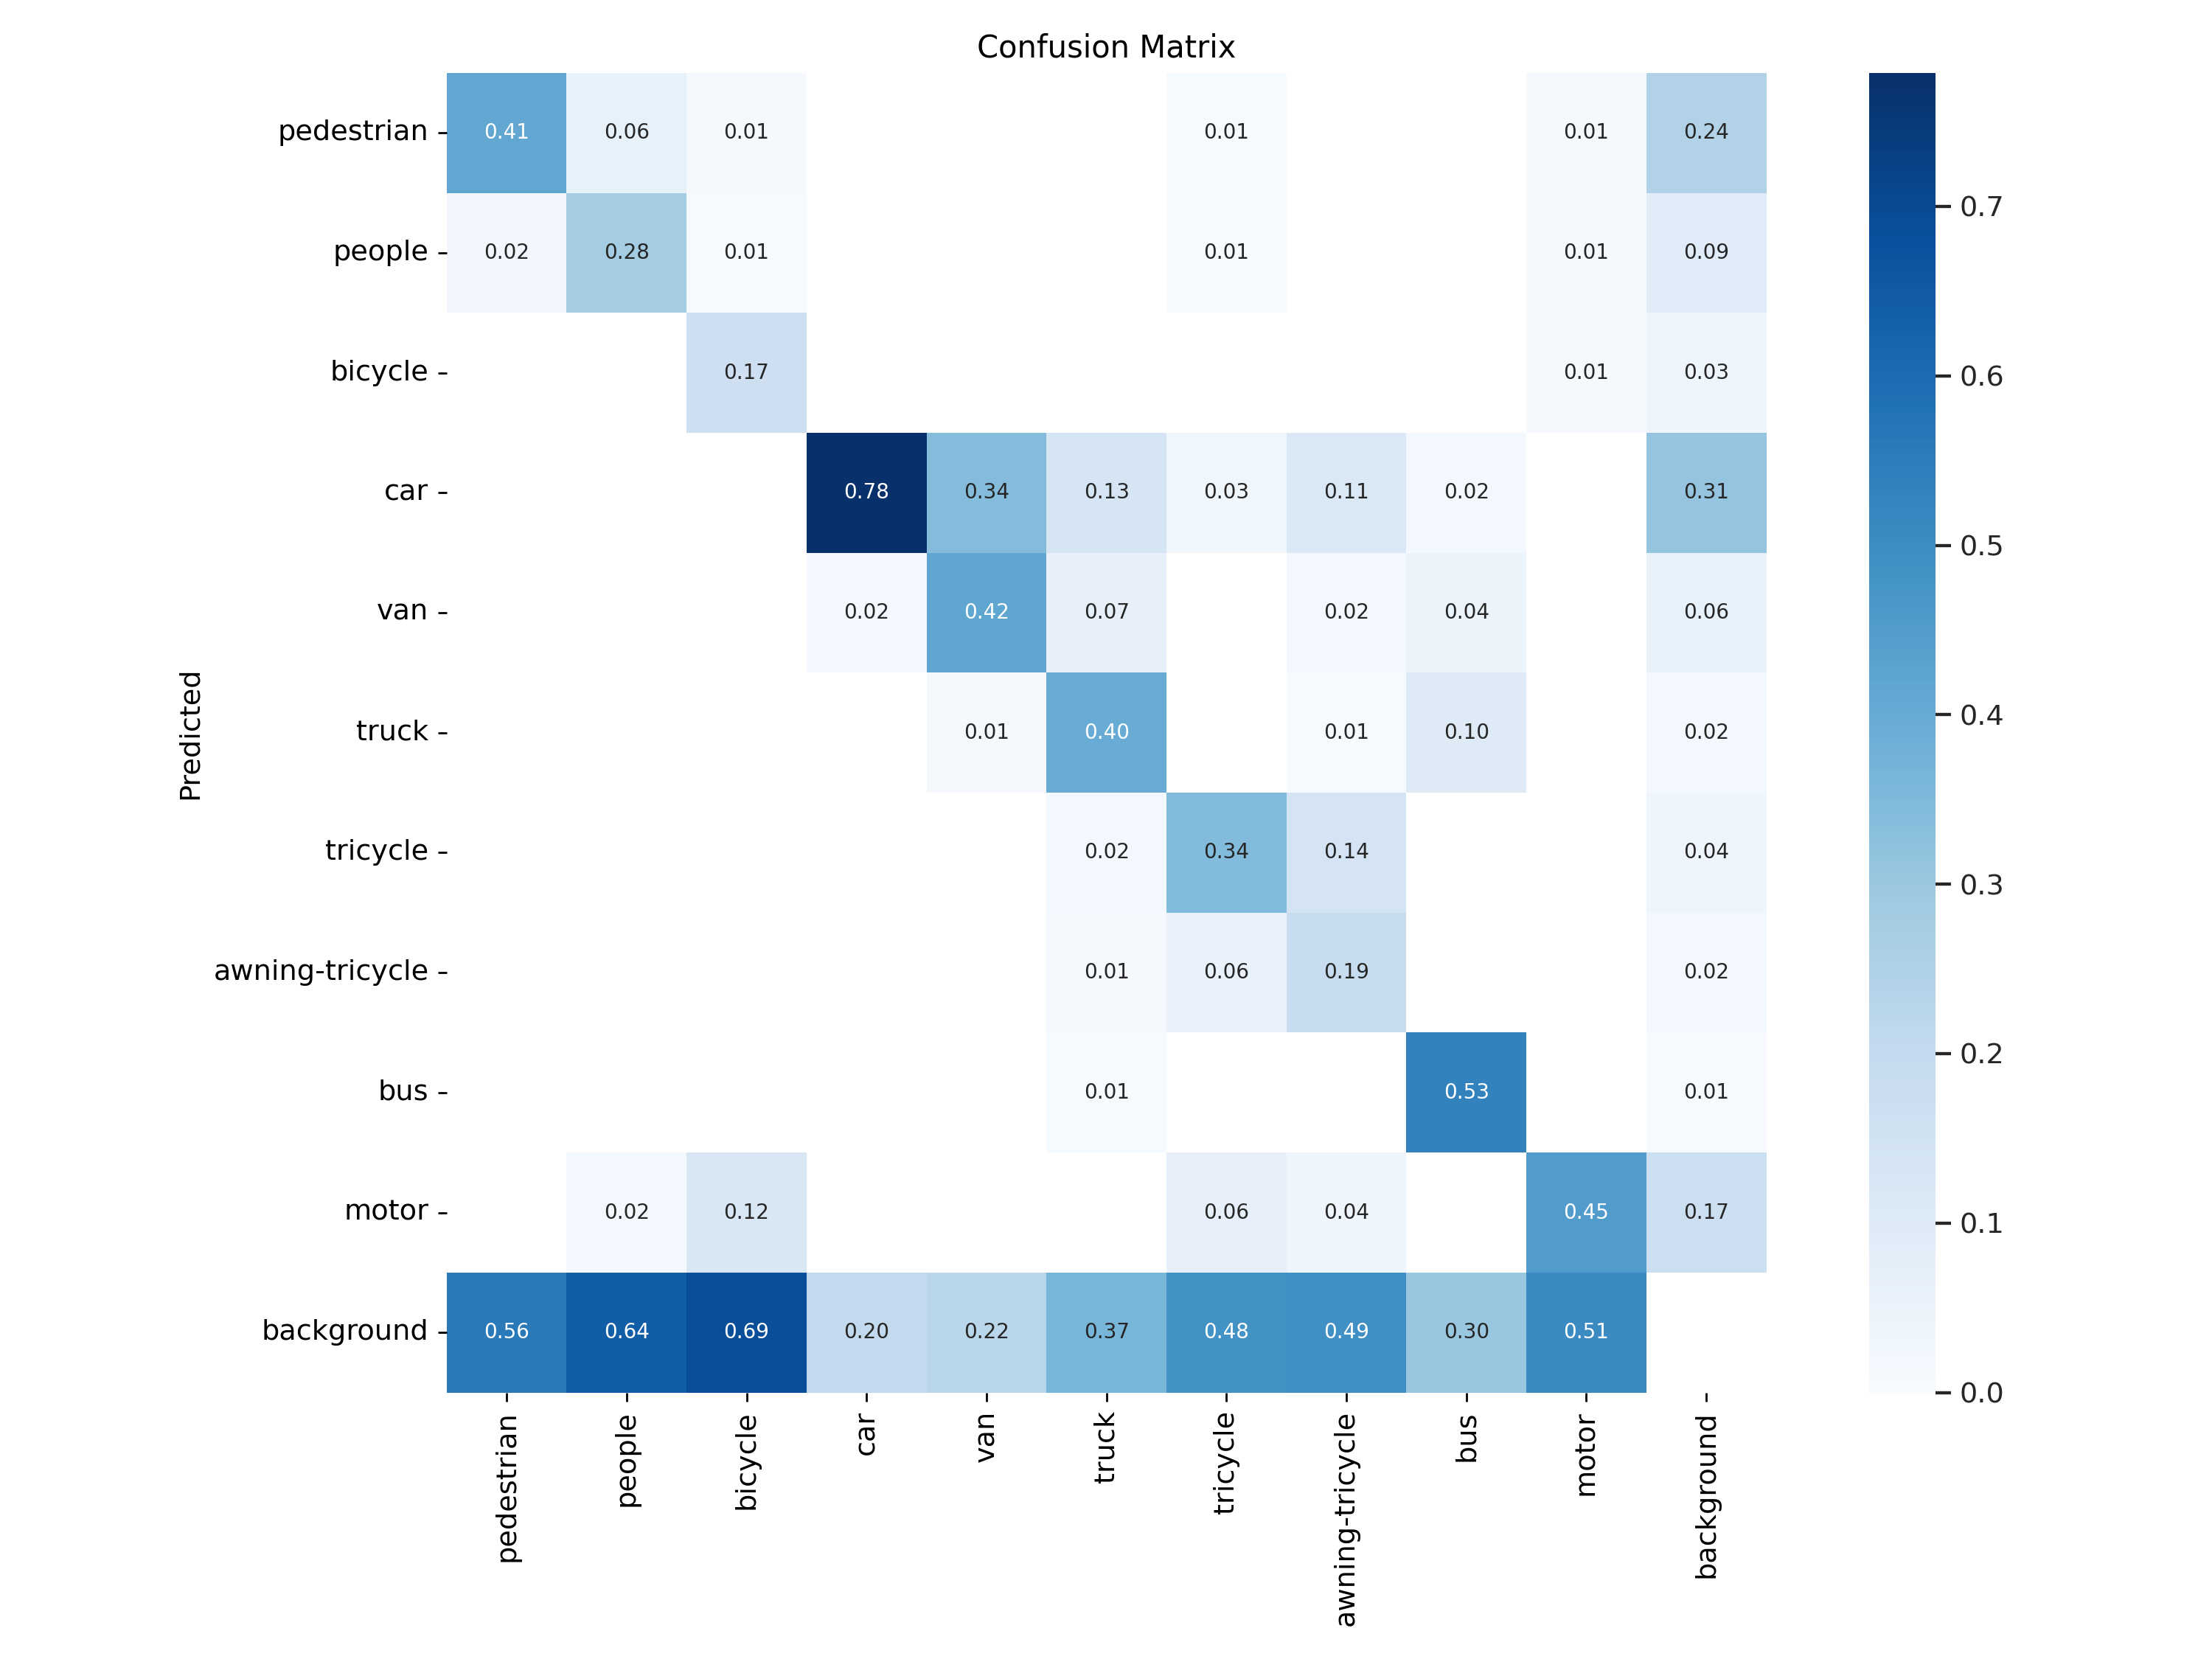 Confusion Matrix
pedestrian 0.41 0.06 0.01 0.01 0.01 0.24
people 0.02 0.28 0.01 0.01 0.01 0.09
bicycle 0.17 0.01 0.03
car 0.78 0.34 0.13 0.03 0.11 0.02 0.31
van 0.02 0.42 0.07 0.02 0.04 0.06
truck 0.01 0.40 0.01 0.10 0.02
tricycle 0.02 0.34 0.14 0.04
awning-tricycle 0.01 0.06 0.19 0.02
bus 0.01 0.53 0.01
motor 0.02 0.12 0.06 0.04 0.45 0.17
background 0.56 0.64 0.69 0.20 0.22 0.37 0.48 0.49 0.30 0.51
Predicted
pedestrian people bicycle car van truck tricycle awning-tricycle bus motor background
0.7
0.6
0.5
0.4
0.3
0.2
0.1
0.0